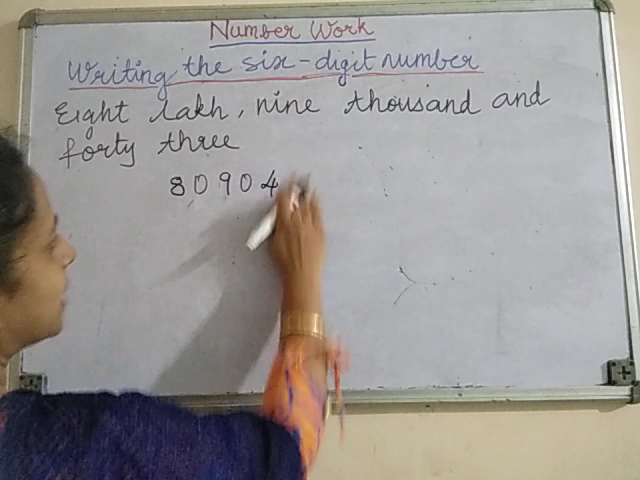 Number Work
Writing the six-digit number
Eight lakh, nine thousand and
forty three
80904